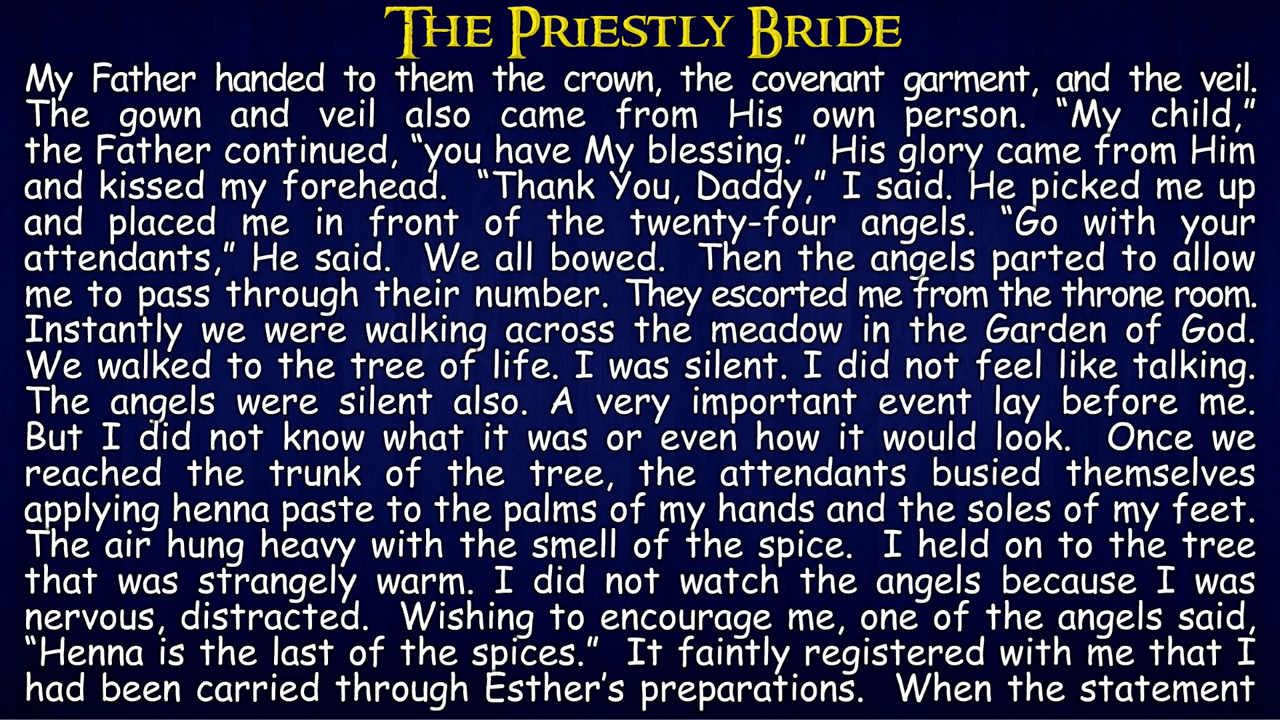 The Priestly Bride
My Father handed to them the crown, the covenant garment, and the veil.
The gown and veil also came from His own person. “My child,”
the Father continued, “you have My blessing.” His glory came from Him
and kissed my forehead. “Thank You, Daddy,” I said. He picked me up
and placed me in front of the twenty-four angels. “Go with your
attendants,” He said. We all bowed. Then the angels parted to allow
me to pass through their number. They escorted me from the throne room.
Instantly we were walking across the meadow in the Garden of God.
We walked to the tree of life. I was silent. I did not feel like talking.
The angels were silent also. A very important event lay before me.
But I did not know what it was or even how it would look. Once we
reached the trunk of the tree, the attendants busied themselves
applying henna paste to the palms of my hands and the soles of my feet.
The air hung heavy with the smell of the spice. I held on to the tree
that was strangely warm. I did not watch the angels because I was
nervous, distracted. Wishing to encourage me, one of the angels said,
“Henna is the last of the spices.” It faintly registered with me that I
had been carried through Esther’s preparations. When the statement